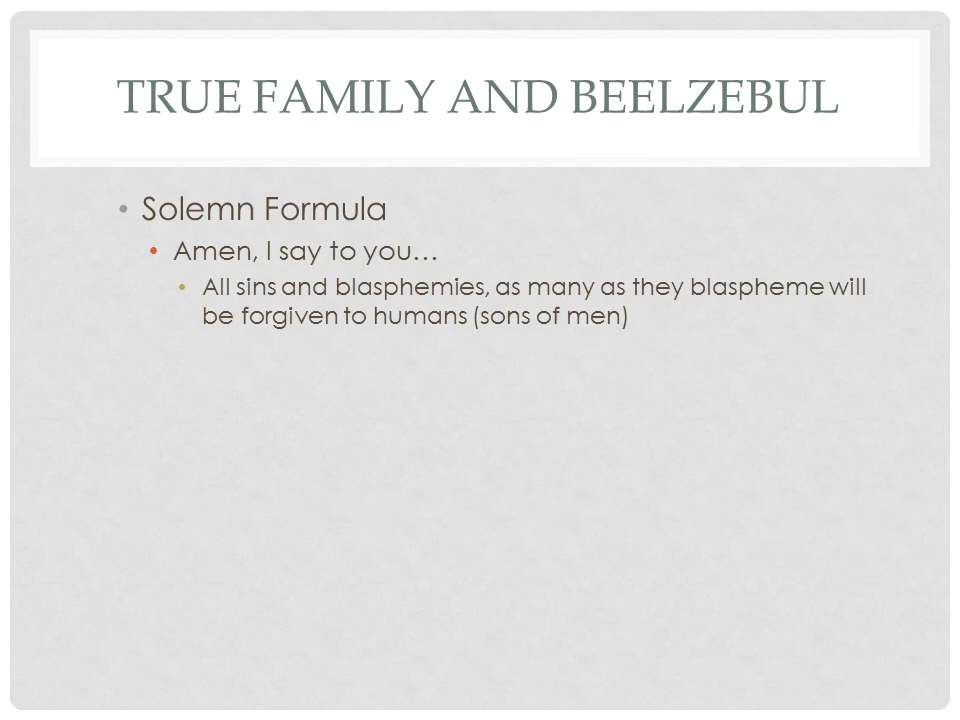 TRUE FAMILY AND BEELZEBUL
• Solemn Formula
• Amen, I say to you…
• All sins and blasphemies, as many as they blaspheme will
be forgiven to humans (sons of men)